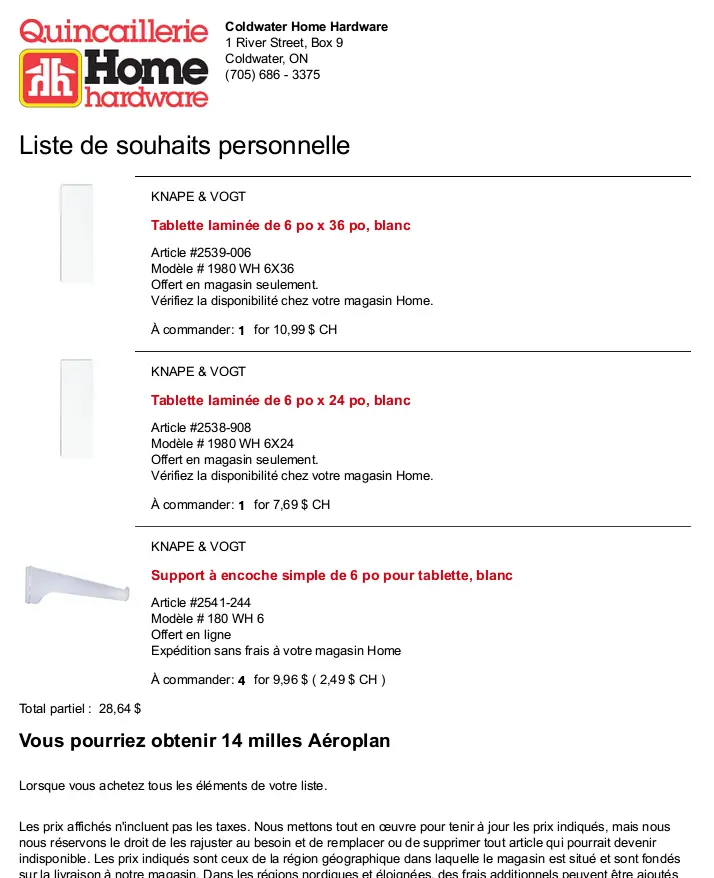 Quincaillerie
Home
hardware
Coldwater Home Hardware
1 River Street, Box 9
Coldwater, ON
(705) 686 - 3375
Liste de souhaits personnelle
KNAPE & VOGT
Tablette laminée de 6 po x 36 po, blanc
Article #2539-006
Modèle # 1980 WH 6X36
Offert en magasin seulement.
Vérifiez la disponibilité chez votre magasin Home.
À commander: 1 for 10,99 $ CH
KNAPE & VOGT
Tablette laminée de 6 po x 24 po, blanc
Article #2538-908
Modèle # 1980 WH 6X24
Offert en magasin seulement.
Vérifiez la disponibilité chez votre magasin Home.
À commander: 1 for 7,69 $ CH
KNAPE & VOGT
Support à encoche simple de 6 po pour tablette, blanc
Article #2541-244
Modèle # 180 WH 6
Offert en ligne
Expédition sans frais à votre magasin Home
À commander: 4 for 9,96 $ ( 2,49 $ CH )
Total partiel : 28,64 $
Vous pourriez obtenir 14 milles Aéroplan
Lorsque vous achetez tous les éléments de votre liste.
Les prix affichés n'incluent pas les taxes. Nous mettons tout en œuvre pour tenir à jour les prix indiqués, mais nous
nous réservons le droit de les rajuster au besoin et de remplacer ou de supprimer tout article qui pourrait devenir
indisponible. Les prix indiqués sont ceux de la région géographique dans laquelle le magasin est situé et sont fondés
sur la livraison à notre magasin. Dans les régions nordiques et éloignées, des frais additionnels peuvent être ajoutés